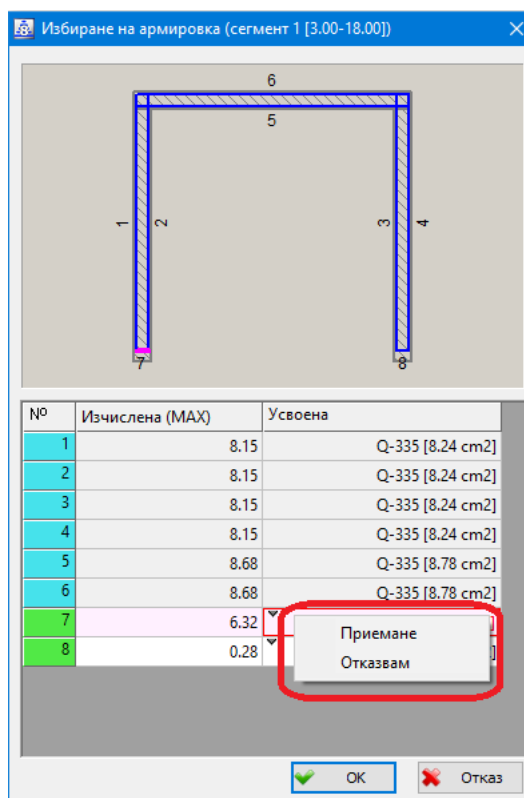 Избиране на армировка (сегмент 1 [3.00-18.00])
6
5
1
2
3
4
7
8
Nº Изчислена (MAX) Усвоена
1 8.15 Q-335 [8.24 cm2]
2 8.15 Q-335 [8.24 cm2]
3 8.15 Q-335 [8.24 cm2]
4 8.15 Q-335 [8.24 cm2]
5 8.68 Q-335 [8.78 cm2]
6 8.68 Q-335 [8.78 cm2]
7 6.32
8 0.28
Приемане
Отказвам
OK Отказ